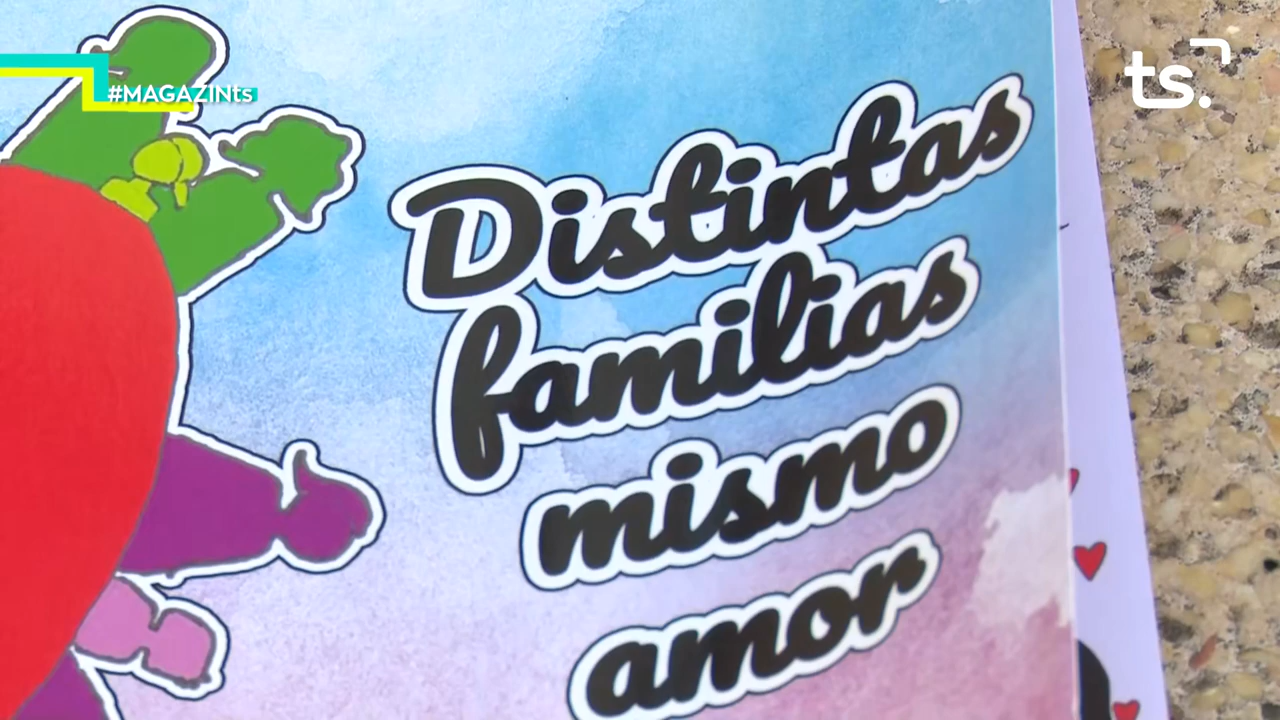 #MAGAZINts
ts.
Distintas
familias
mismo
amor